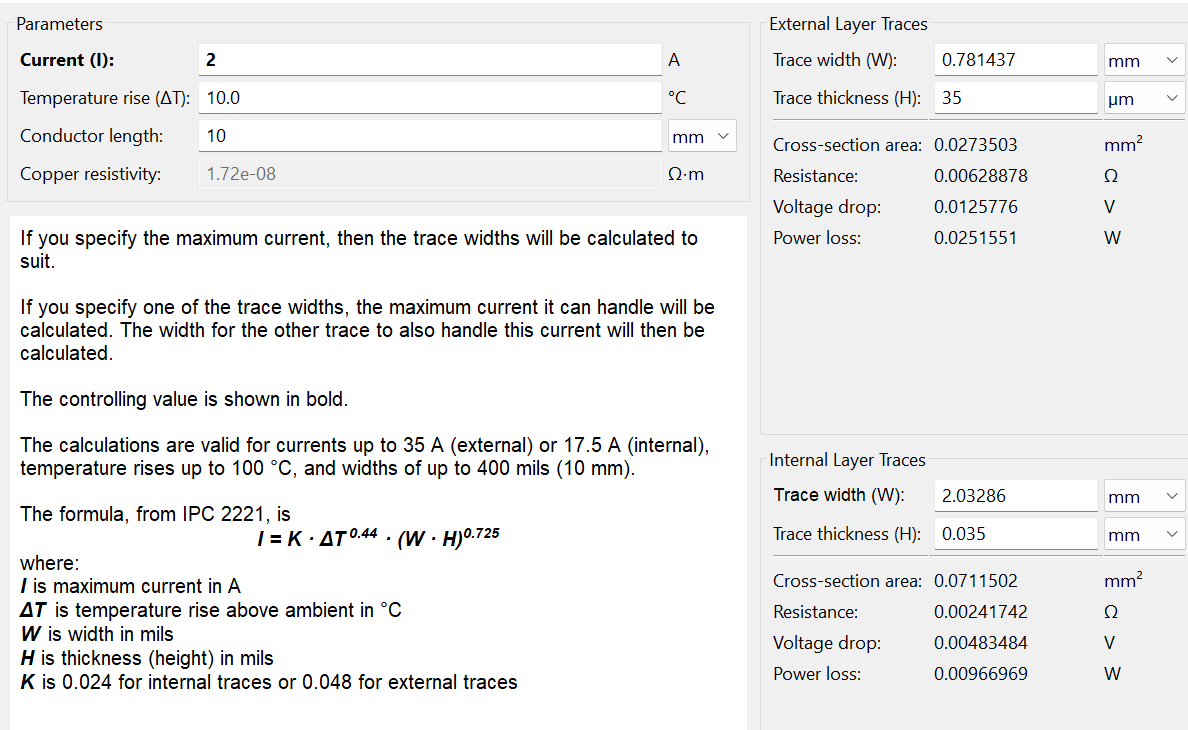 Parameters
Current (I): 2 A
Temperature rise (ΔT): 10.0 °C
Conductor length: 10 mm
Copper resistivity: 1.72e-08 Ω·m
If you specify the maximum current, then the trace widths will be calculated to
suit.
If you specify one of the trace widths, the maximum current it can handle will be
calculated. The width for the other trace to also handle this current will then be
calculated.
The controlling value is shown in bold.
The calculations are valid for currents up to 35 A (external) or 17.5 A (internal),
temperature rises up to 100 °C, and widths of up to 400 mils (10 mm).
The formula, from IPC 2221, is
I = K · ΔT⁰·⁴⁴ · (W · H)⁰·⁷²⁵
where:
I is maximum current in A
ΔT is temperature rise above ambient in °C
W is width in mils
H is thickness (height) in mils
K is 0.024 for internal traces or 0.048 for external traces
External Layer Traces
Trace width (W): 0.781437 mm
Trace thickness (H): 35 µm
Cross-section area: 0.0273503 mm²
Resistance: 0.00628878 Ω
Voltage drop: 0.0125776 V
Power loss: 0.0251551 W
Internal Layer Traces
Trace width (W): 2.03286 mm
Trace thickness (H): 0.035 mm
Cross-section area: 0.0711502 mm²
Resistance: 0.00241742 Ω
Voltage drop: 0.00483484 V
Power loss: 0.00966969 W